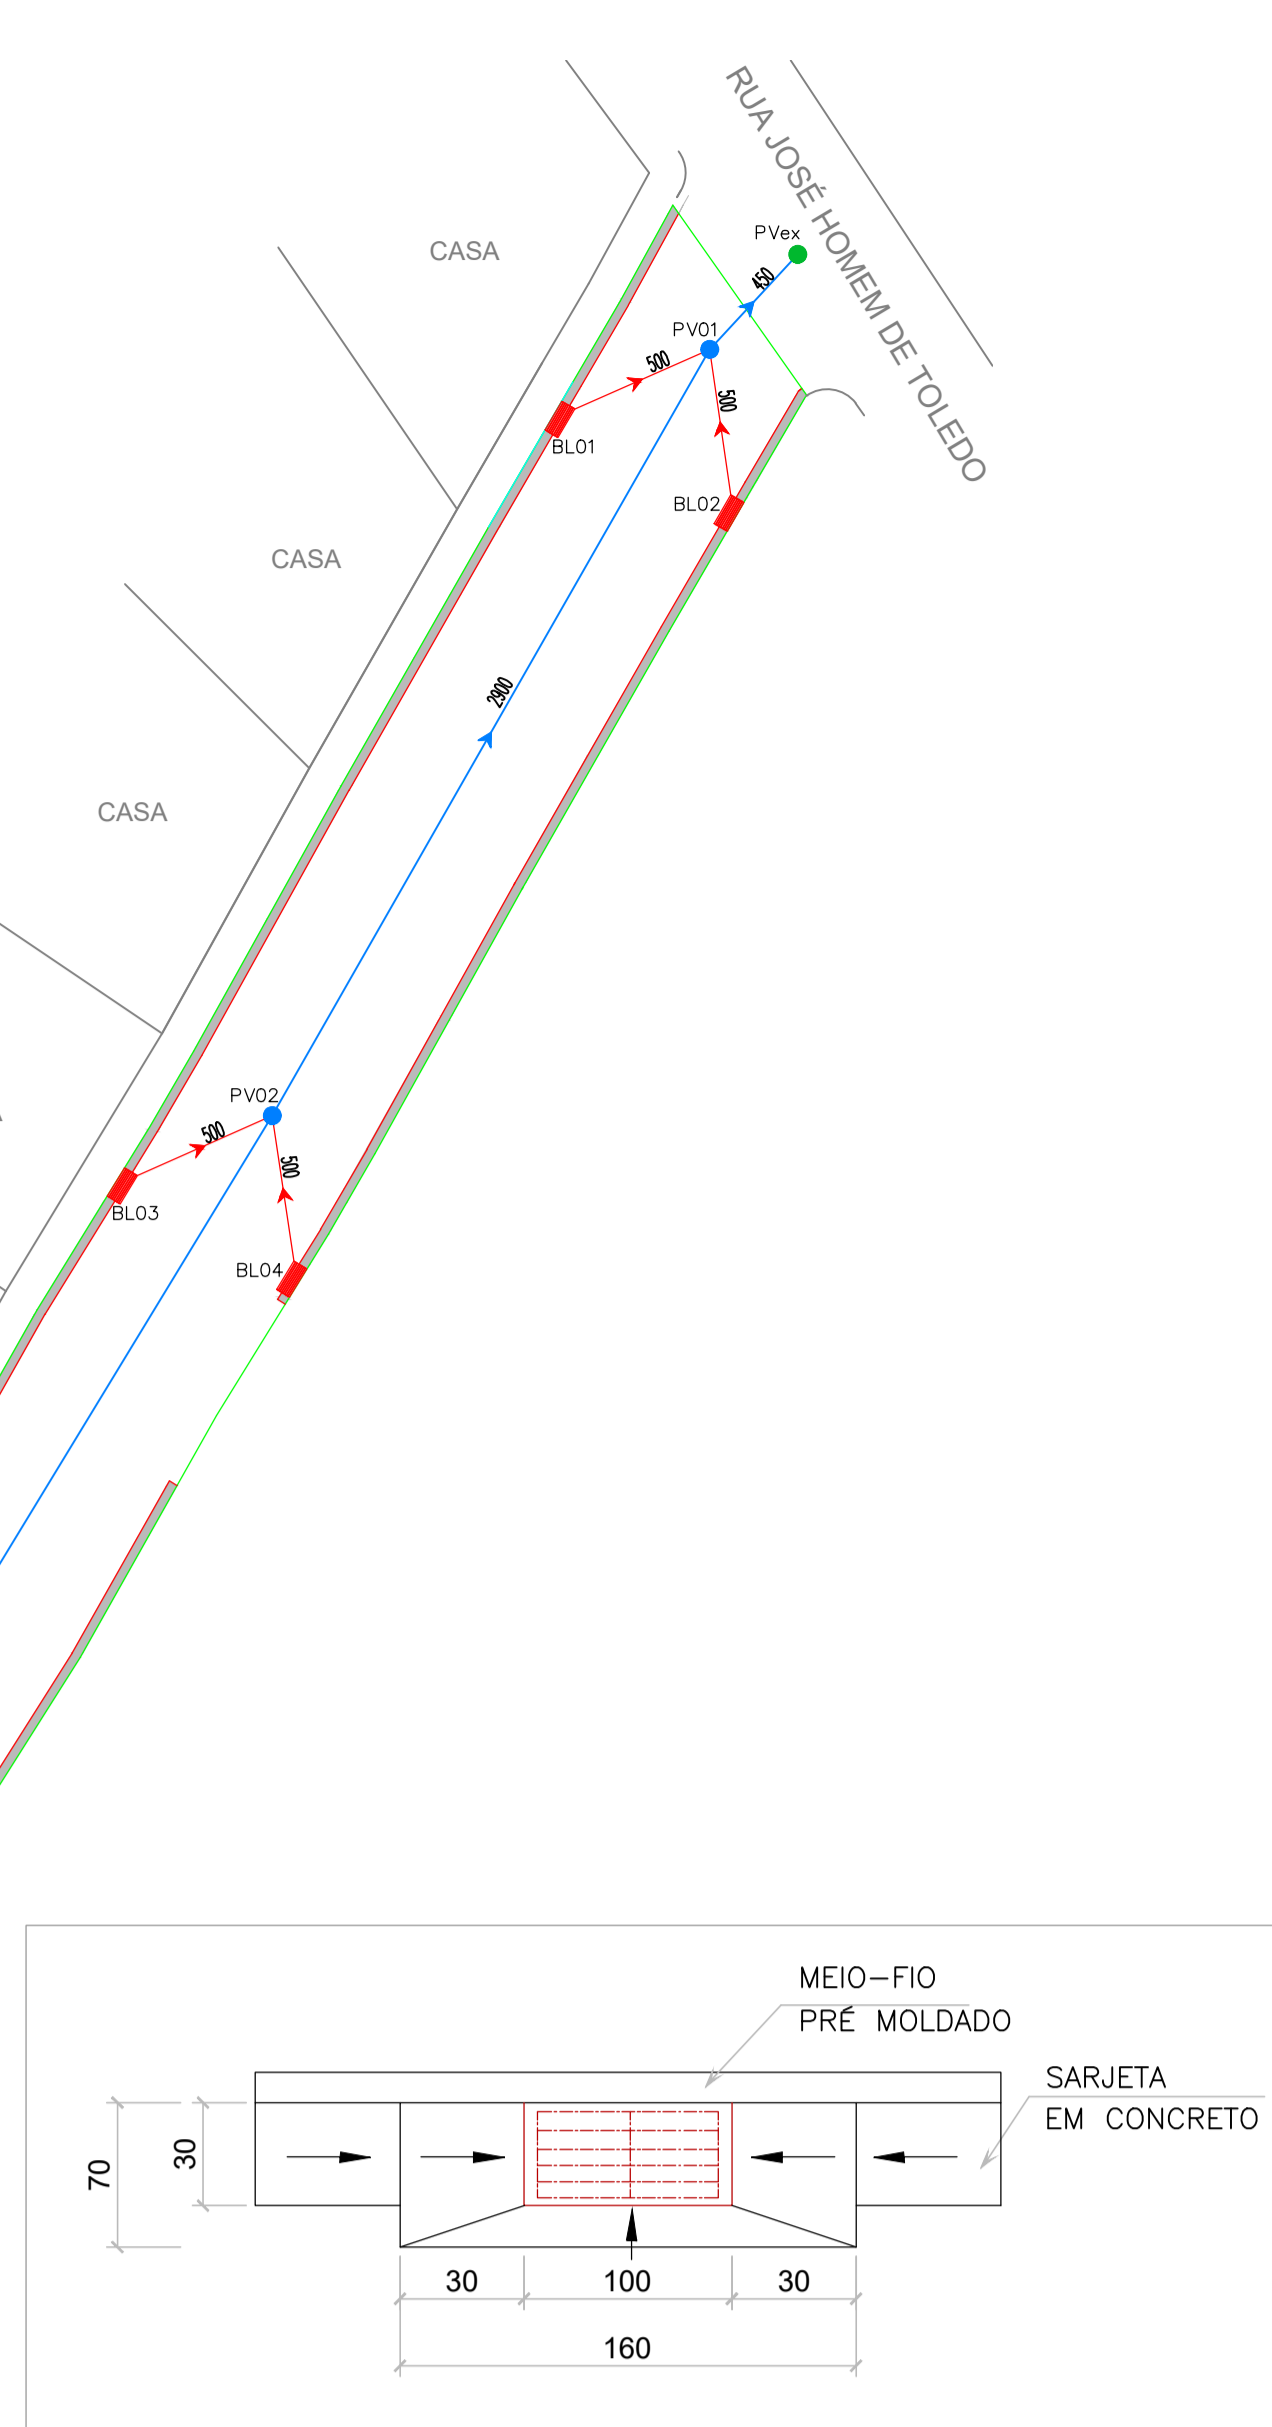 RUA JOSÉ HOMEM DE TOLEDO
PVex
CASA
450
PV01
500
500
BL01
BL02
CASA
2900
CASA
PV02
500
500
BL03
BL04
MEIO-FIO
PRÉ MOLDADO
SARJETA
EM CONCRETO
70
30
30
100
30
160